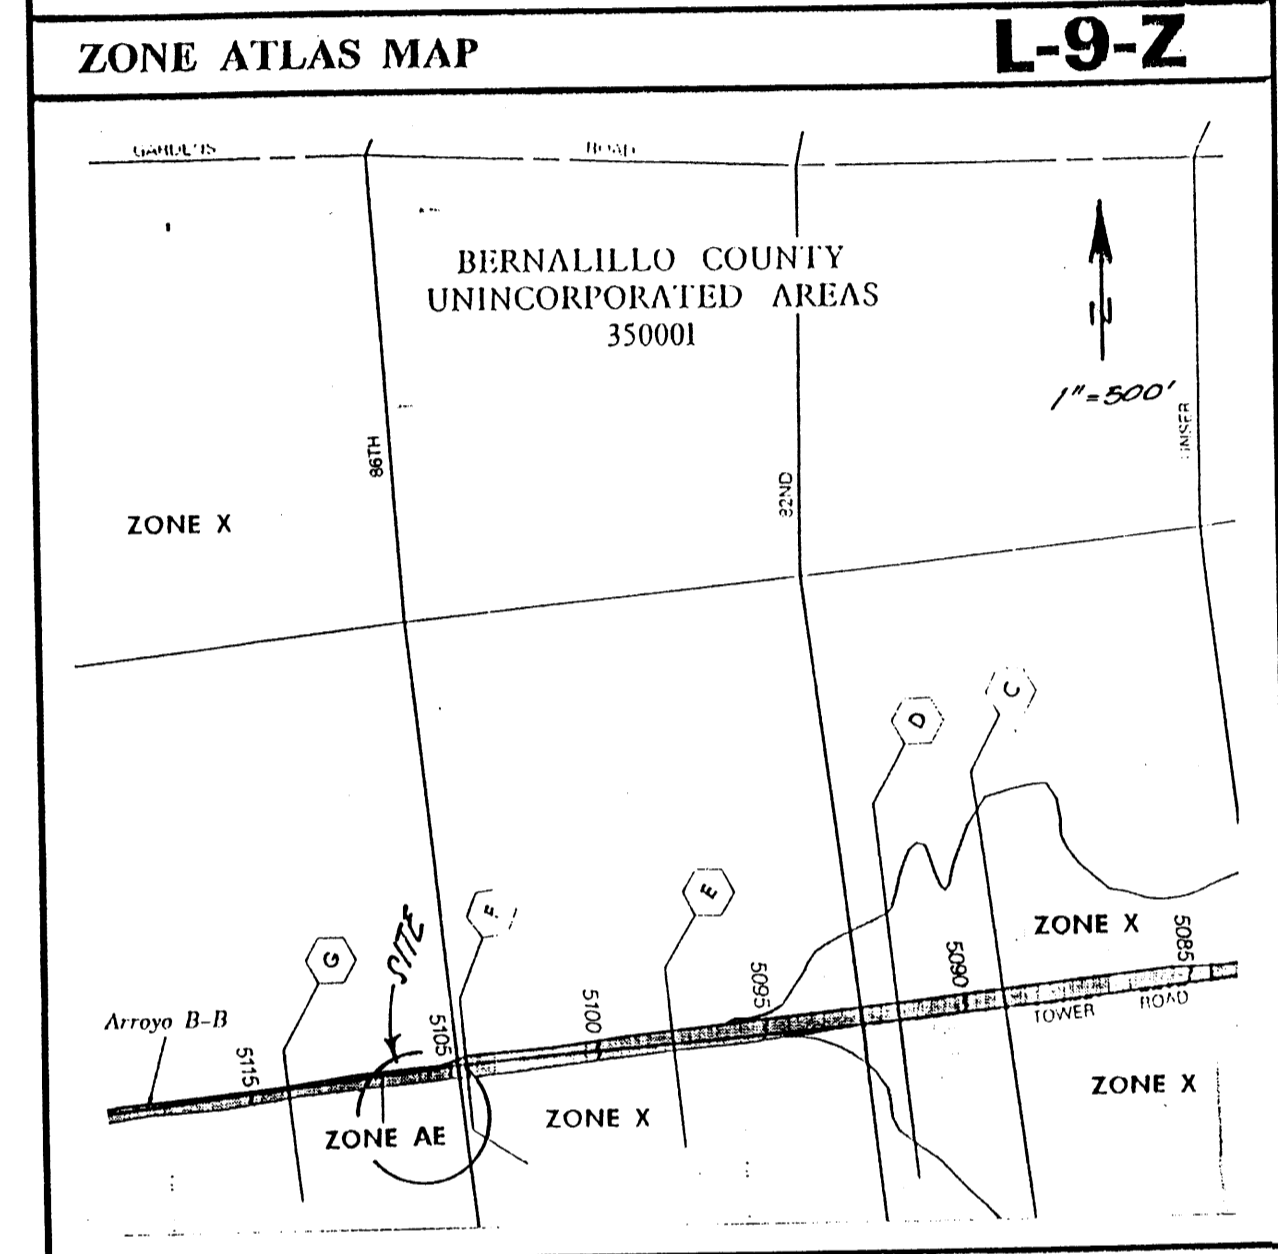 ZONE ATLAS MAP
L-9-Z
ROAD
BERNALILLO COUNTY
UNINCORPORATED AREAS
350001
N
1"=500'
86TH
82ND
ZONE X
C
D
E
F
G
SITE
ZONE X
5085
5090
5095
5100
5105
5115
TOWER ROAD
Arroyo B-B
ZONE AE
ZONE X
ZONE X